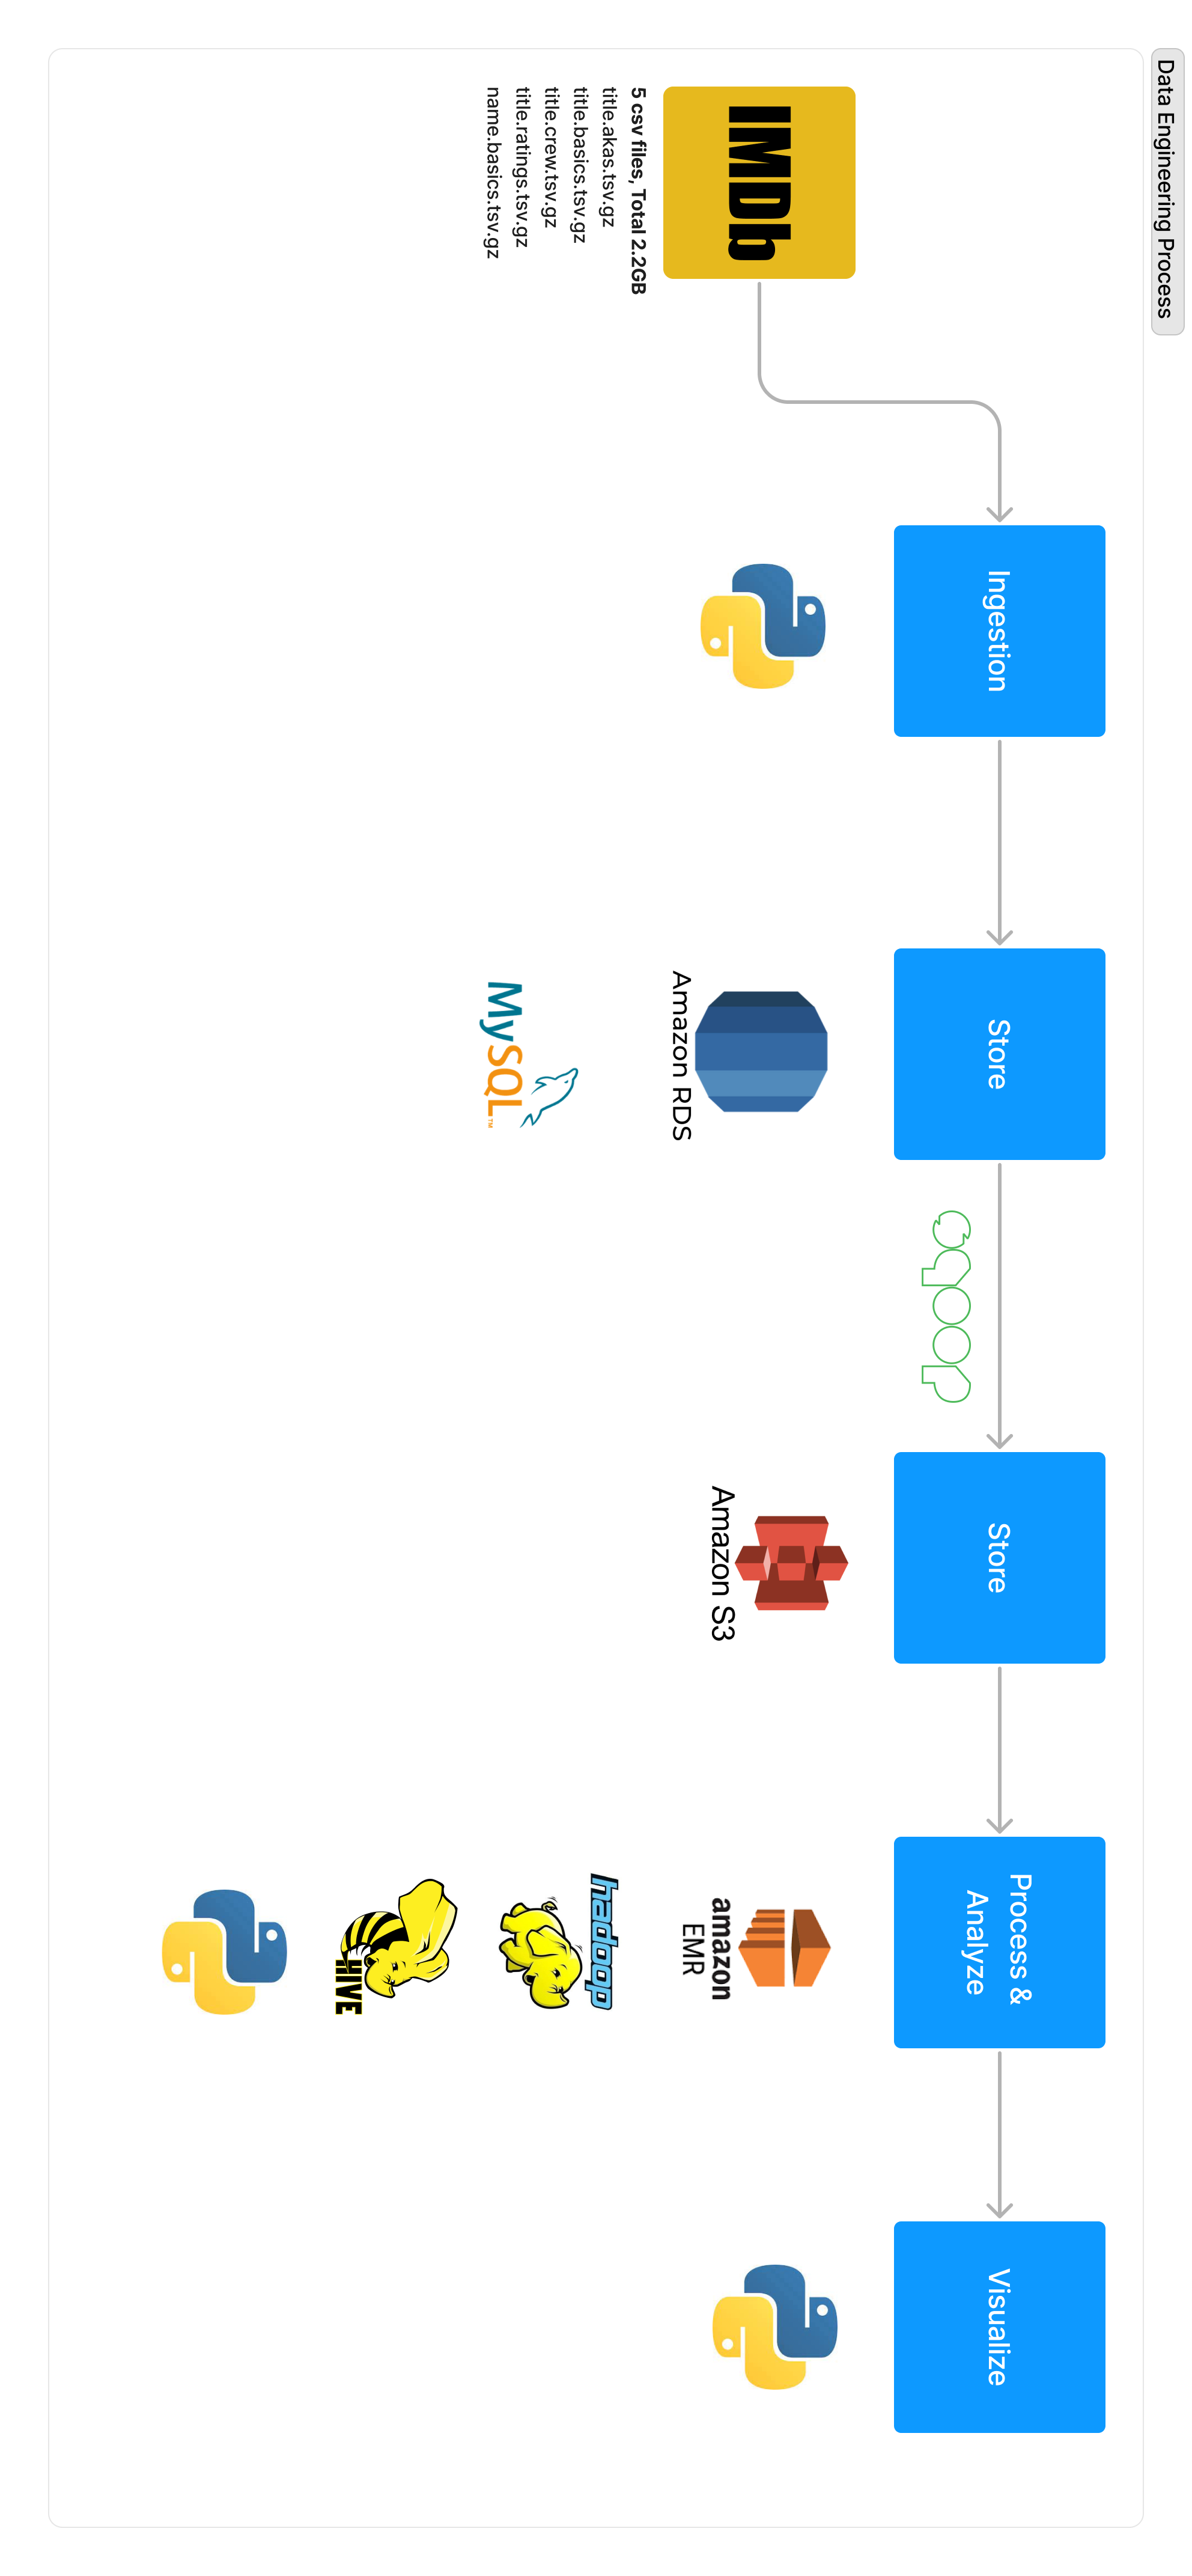 Data Engineering Process
IMDb
5 csv files, Total 2.2GB
title.akas.tsv.gz
title.basics.tsv.gz
title.crew.tsv.gz
title.ratings.tsv.gz
name.basics.tsv.gz
Ingestion
Store
Amazon RDS
MySQL™
sqoop
Store
Amazon S3
Process &
Analyze
amazon
EMR
hadoop
HIVE
Visualize